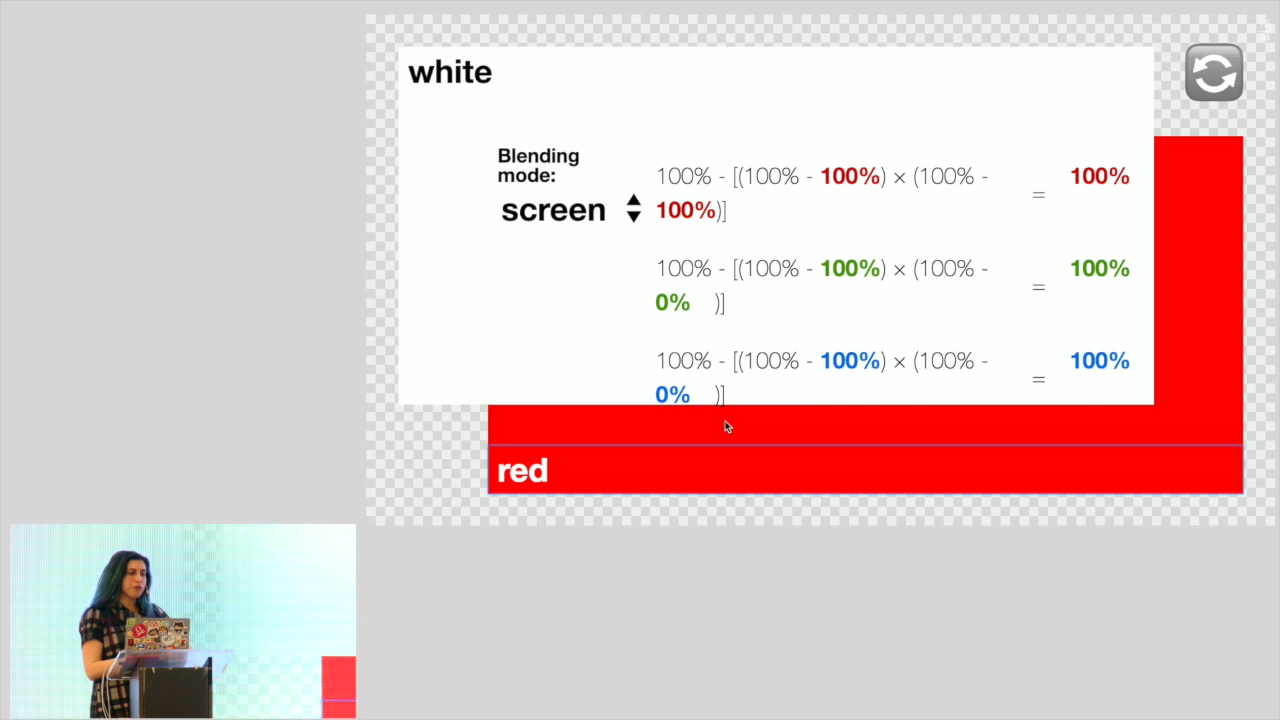 white
Blending
mode:
screen
100% - [(100% - 100%) × (100% -
100%)]
= 100%
100% - [(100% - 100%) × (100% -
0% )]
= 100%
100% - [(100% - 100%) × (100% -
0% )]
= 100%
red